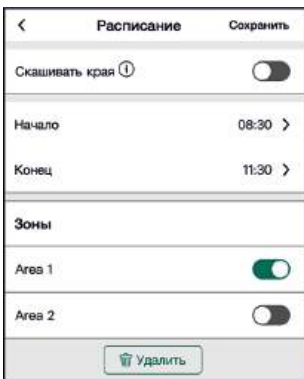 Расписание Сохранить
Скашивать края
Начало 08:30
Конец 11:30
Зоны
Area 1
Area 2
Удалить